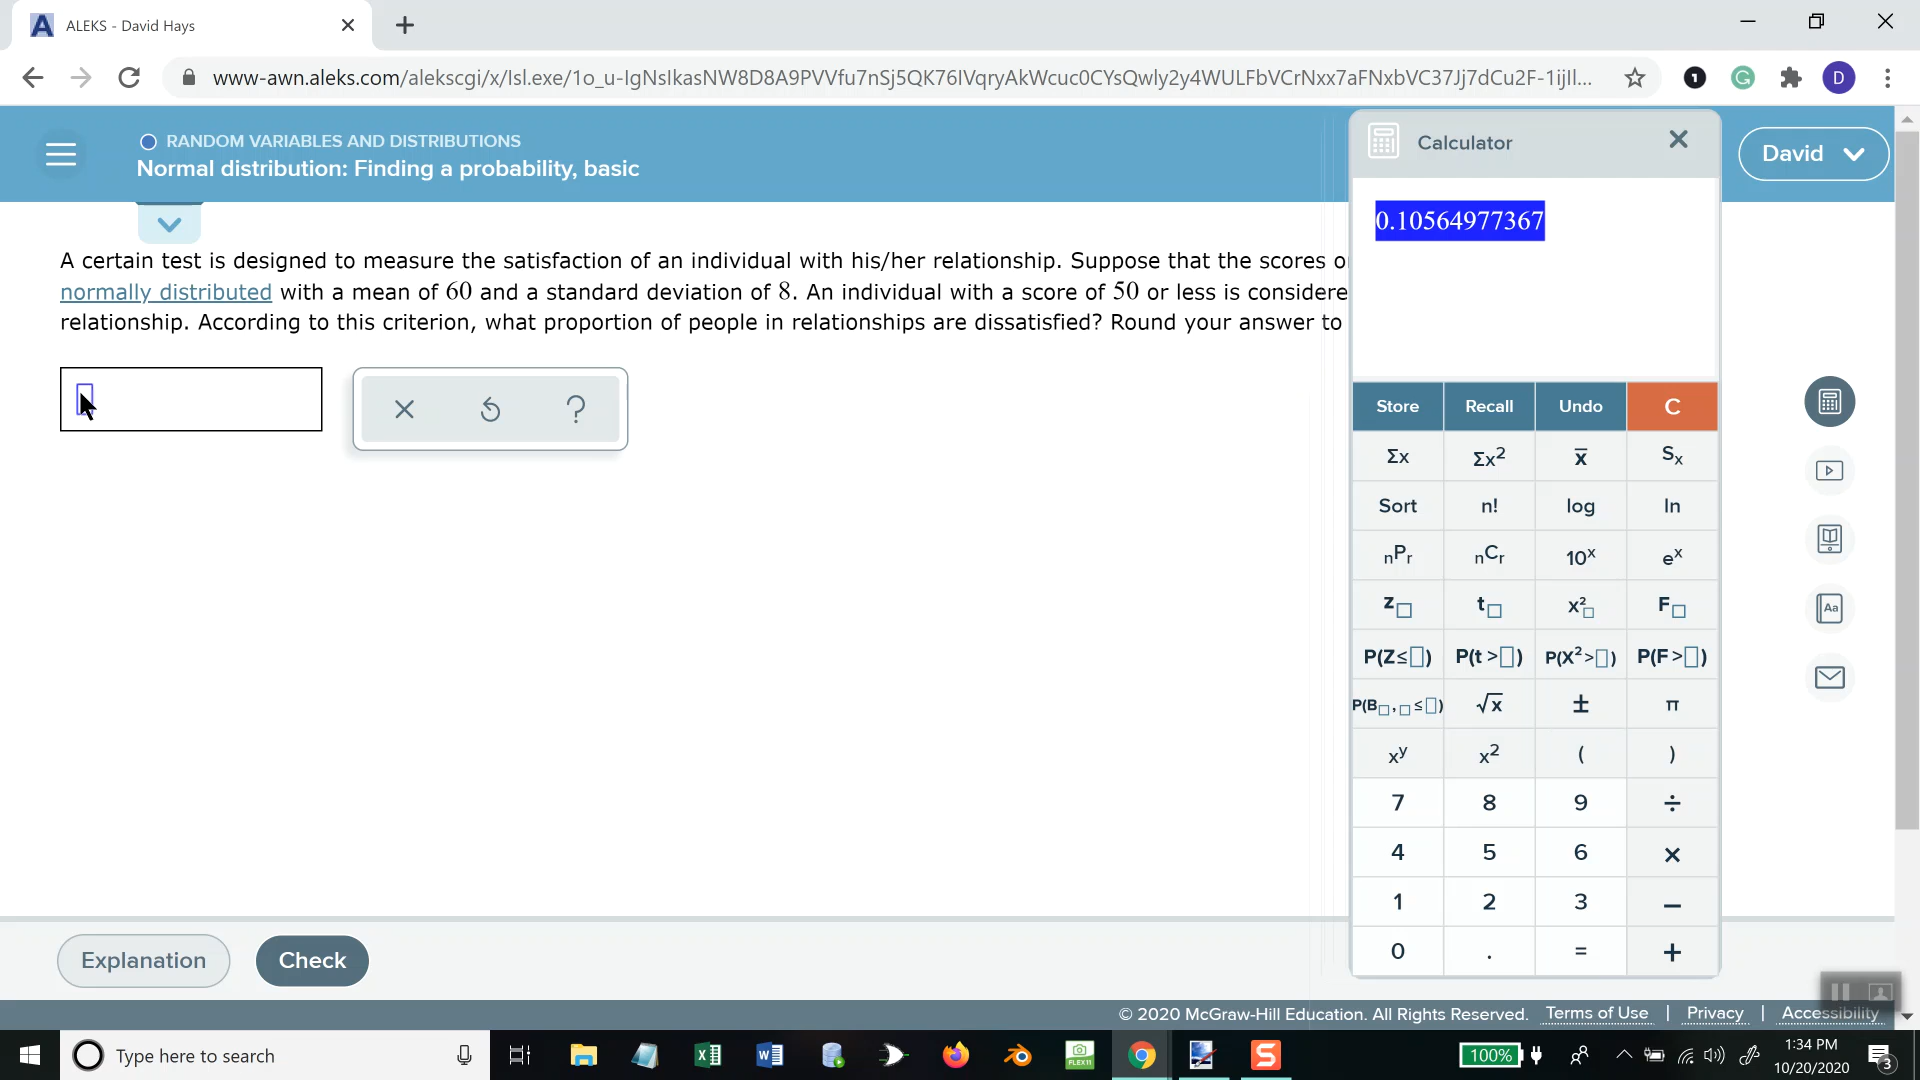 ALEKS - David Hays
www-awn.aleks.com/alekscgi/x/Isl.exe/1o_u-IgNsIkasNW8D8A9PVVfu7nSj5QK76IVqryAkWcuc0CYsQwly2y4WULFbVCrNxx7aFNxbVC37Jj7dCu2F-1ijIl...
D
RANDOM VARIABLES AND DISTRIBUTIONS
Normal distribution: Finding a probability, basic
Calculator
David
0.10564977367
A certain test is designed to measure the satisfaction of an individual with his/her relationship. Suppose that the scores o
normally distributed with a mean of 60 and a standard deviation of 8. An individual with a score of 50 or less is considere
relationship. According to this criterion, what proportion of people in relationships are dissatisfied? Round your answer to
?
Store Recall Undo C
Σx Σx² x̅ Sx
Sort n! log ln
nPr nCr 10ˣ eˣ
z□ t□ x²□ F□
P(Z≤□) P(t >□) P(X²>□) P(F>□)
P(B□,□≤□) √x ± π
xʸ x² ( )
7 8 9 ÷
4 5 6 ×
1 2 3 −
0 . = +
Aa
Explanation Check
© 2020 McGraw-Hill Education. All Rights Reserved. Terms of Use | Privacy | Accessibility
Type here to search
FLEX11
100%
1:34 PM
10/20/2020
3